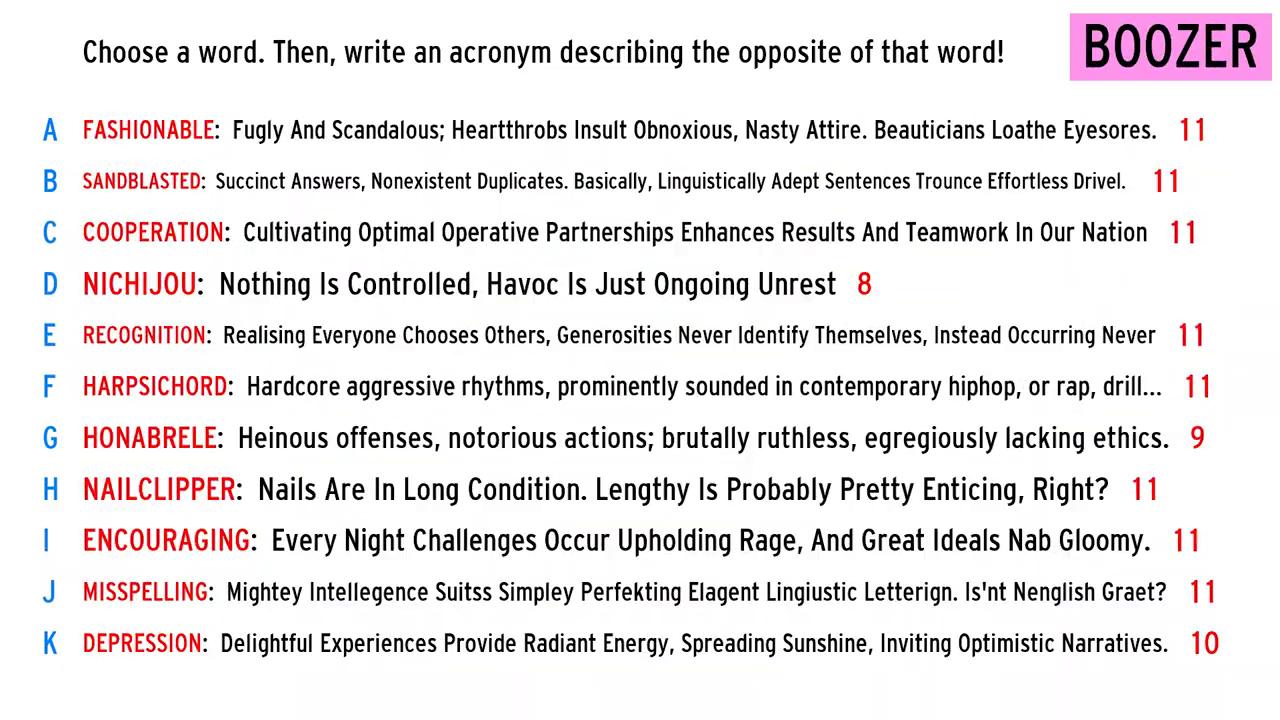 Choose a word. Then, write an acronym describing the opposite of that word!
BOOZER
A FASHIONABLE: Fugly And Scandalous; Heartthrobs Insult Obnoxious, Nasty Attire. Beauticians Loathe Eyesores. 11
B SANDBLASTED: Succinct Answers, Nonexistent Duplicates. Basically, Linguistically Adept Sentences Trounce Effortless Drivel. 11
C COOPERATION: Cultivating Optimal Operative Partnerships Enhances Results And Teamwork In Our Nation 11
D NICHIJOU: Nothing Is Controlled, Havoc Is Just Ongoing Unrest 8
E RECOGNITION: Realising Everyone Chooses Others, Generosities Never Identify Themselves, Instead Occurring Never 11
F HARPSICHORD: Hardcore aggressive rhythms, prominently sounded in contemporary hiphop, or rap, drill... 11
G HONABRELE: Heinous offenses, notorious actions; brutally ruthless, egregiously lacking ethics. 9
H NAILCLIPPER: Nails Are In Long Condition. Lengthy Is Probably Pretty Enticing, Right? 11
I ENCOURAGING: Every Night Challenges Occur Upholding Rage, And Great Ideals Nab Gloomy. 11
J MISSPELLING: Mightey Intellegence Suitss Simpley Perfekting Elagent Lingiustic Letterign. Is'nt Nenglish Graet? 11
K DEPRESSION: Delightful Experiences Provide Radiant Energy, Spreading Sunshine, Inviting Optimistic Narratives. 10